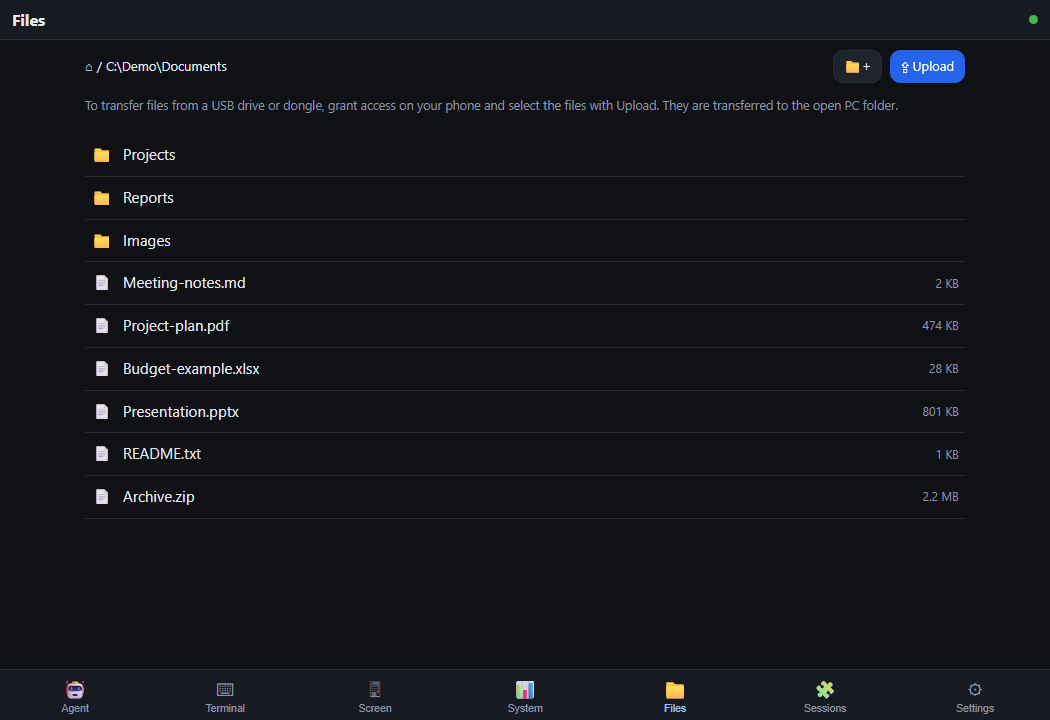 Files
⌂ / C:\Demo\Documents
+
⇪ Upload
To transfer files from a USB drive or dongle, grant access on your phone and select the files with Upload. They are transferred to the open PC folder.
Projects
Reports
Images
Meeting-notes.md 2 KB
Project-plan.pdf 474 KB
Budget-example.xlsx 28 KB
Presentation.pptx 801 KB
README.txt 1 KB
Archive.zip 2.2 MB
Agent Terminal Screen System Files Sessions Settings